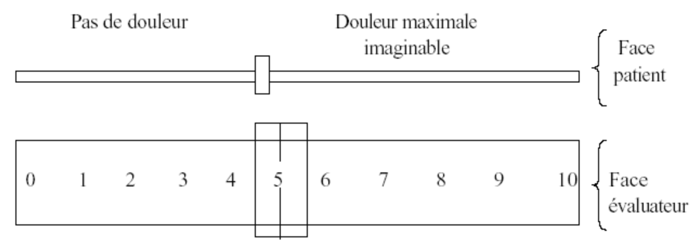 Pas de douleur
Douleur maximale
imaginable
Face
patient
0 1 2 3 4 5 6 7 8 9 10
Face
évaluateur